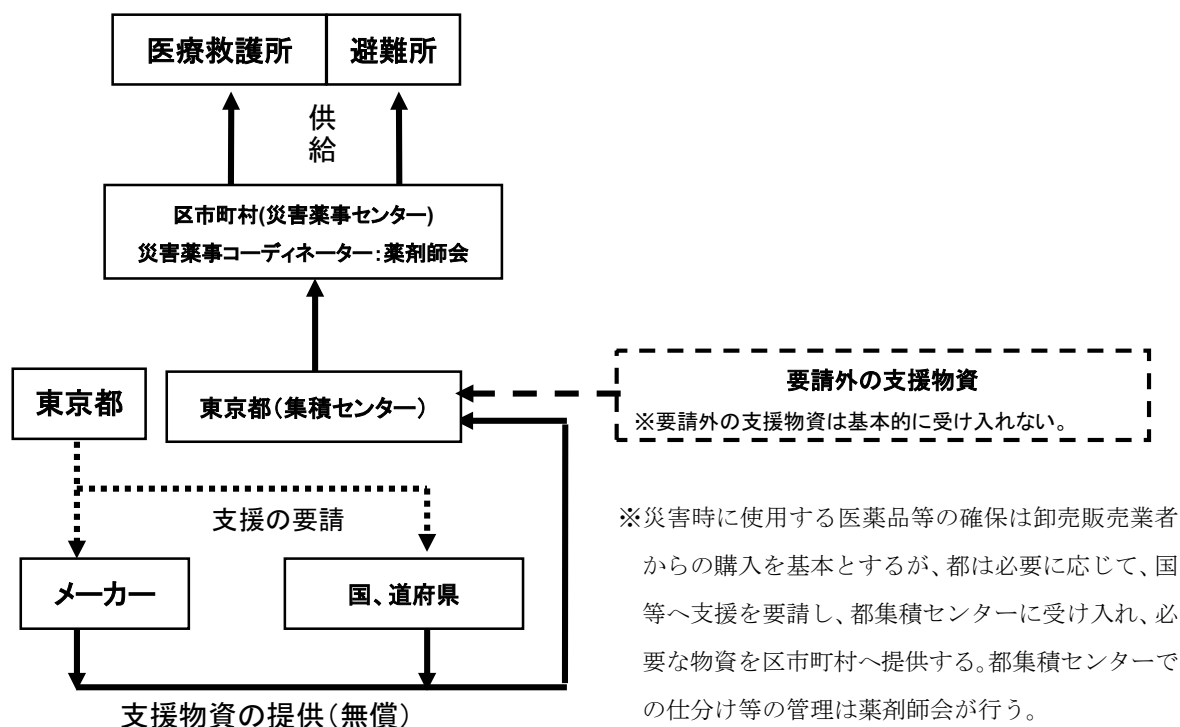 医療救護所
避難所
供
給
区市町村(災害薬事センター)
災害薬事コーディネーター：薬剤師会
東京都
東京都（集積センター）
要請外の支援物資
※要請外の支援物資は基本的に受け入れない。
支援の要請
メーカー
国、道府県
支援物資の提供（無償）
※災害時に使用する医薬品等の確保は卸売販売業者
からの購入を基本とするが、都は必要に応じて、国
等へ支援を要請し、都集積センターに受け入れ、必
要な物資を区市町村へ提供する。都集積センターで
の仕分け等の管理は薬剤師会が行う。